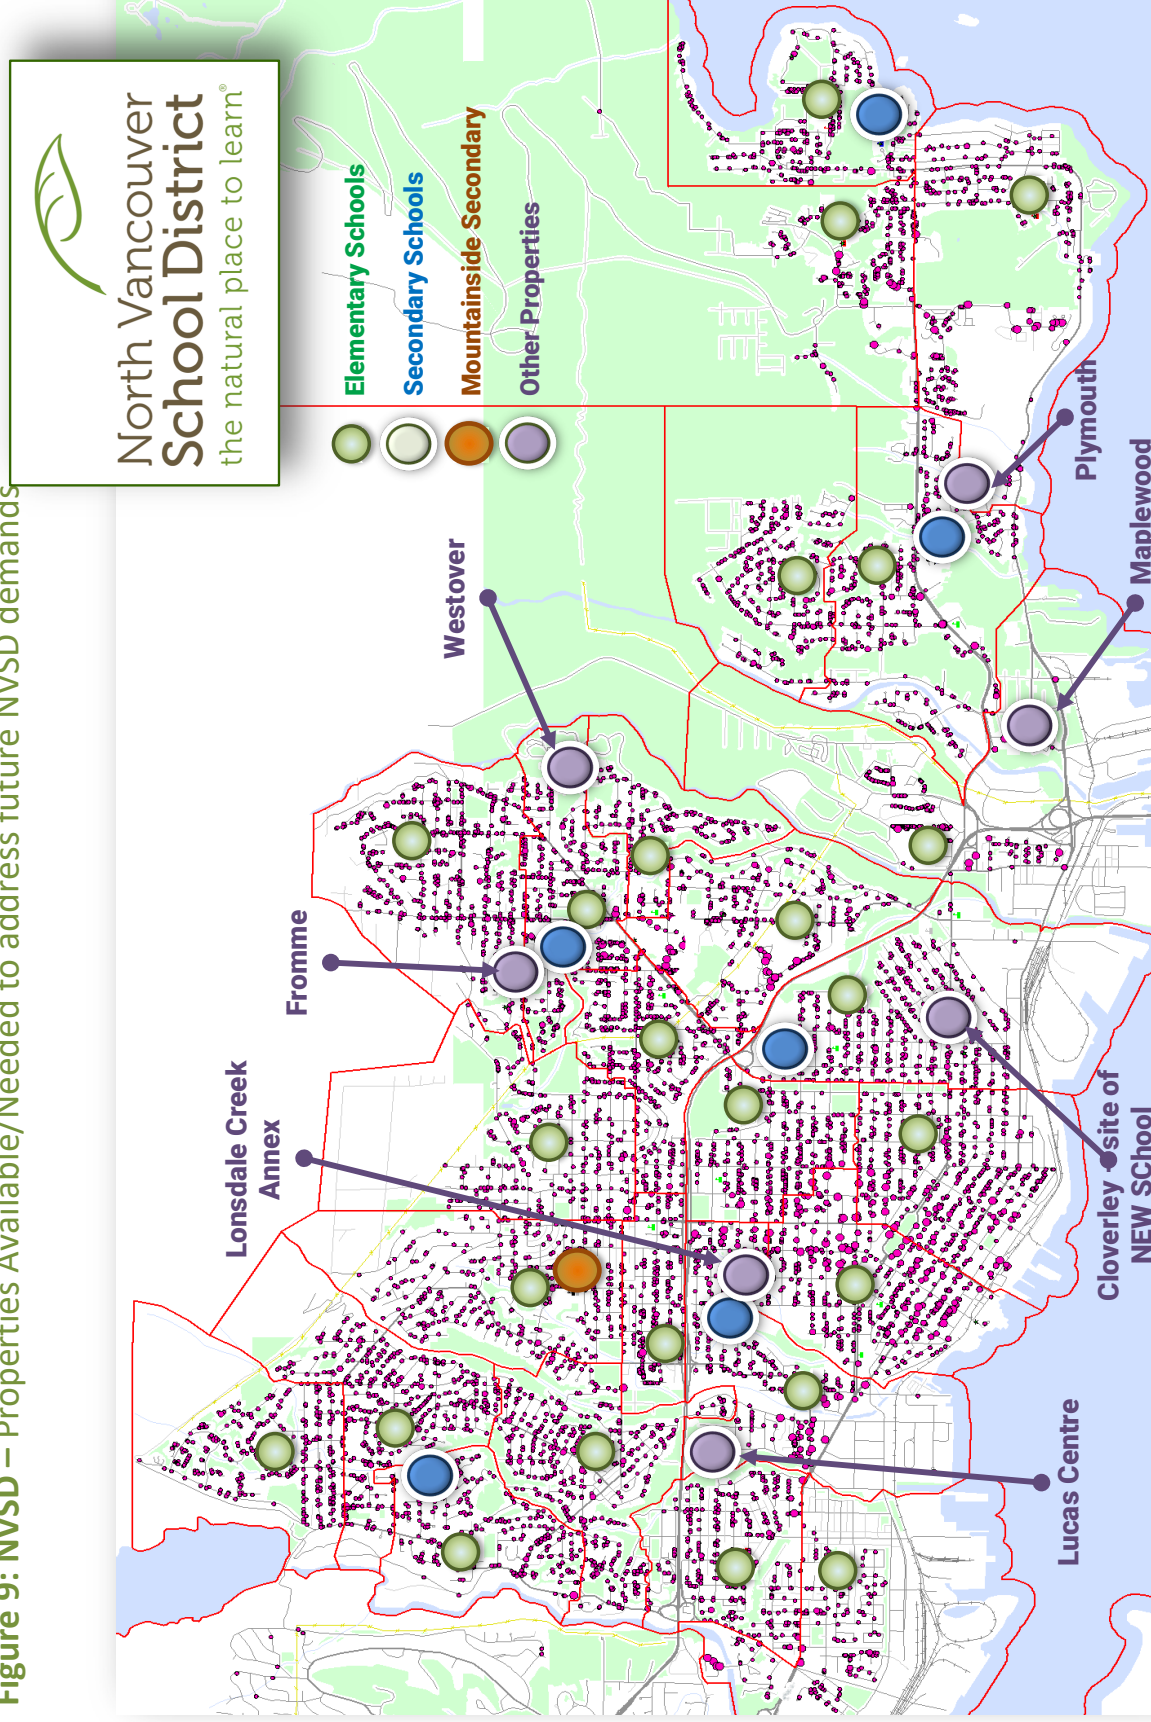 Figure 9: NVSD – Properties Available/Needed to address future NVSD demands
North Vancouver
School District
the natural place to learn®
Elementary Schools
Secondary Schools
Mountainside Secondary
Other Properties
Westover
Fromme
Lonsdale Creek
Annex
Plymouth
Maplewood
Cloverley – site of
NEW SChool
Lucas Centre